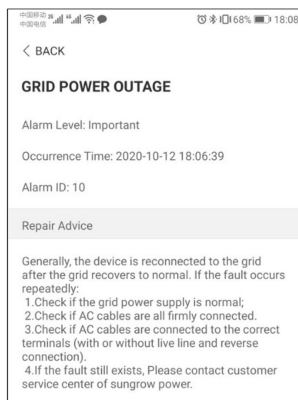 中国移动 26 46 68% 18:08
中国电信
< BACK
GRID POWER OUTAGE
Alarm Level: Important
Occurrence Time: 2020-10-12 18:06:39
Alarm ID: 10
Repair Advice
Generally, the device is reconnected to the grid
after the grid recovers to normal. If the fault occurs
repeatedly:
1.Check if the grid power supply is normal;
2.Check if AC cables are all firmly connected.
3.Check if AC cables are connected to the correct
terminals (with or without live line and reverse
connection).
4.If the fault still exists, Please contact customer
service center of sungrow power.